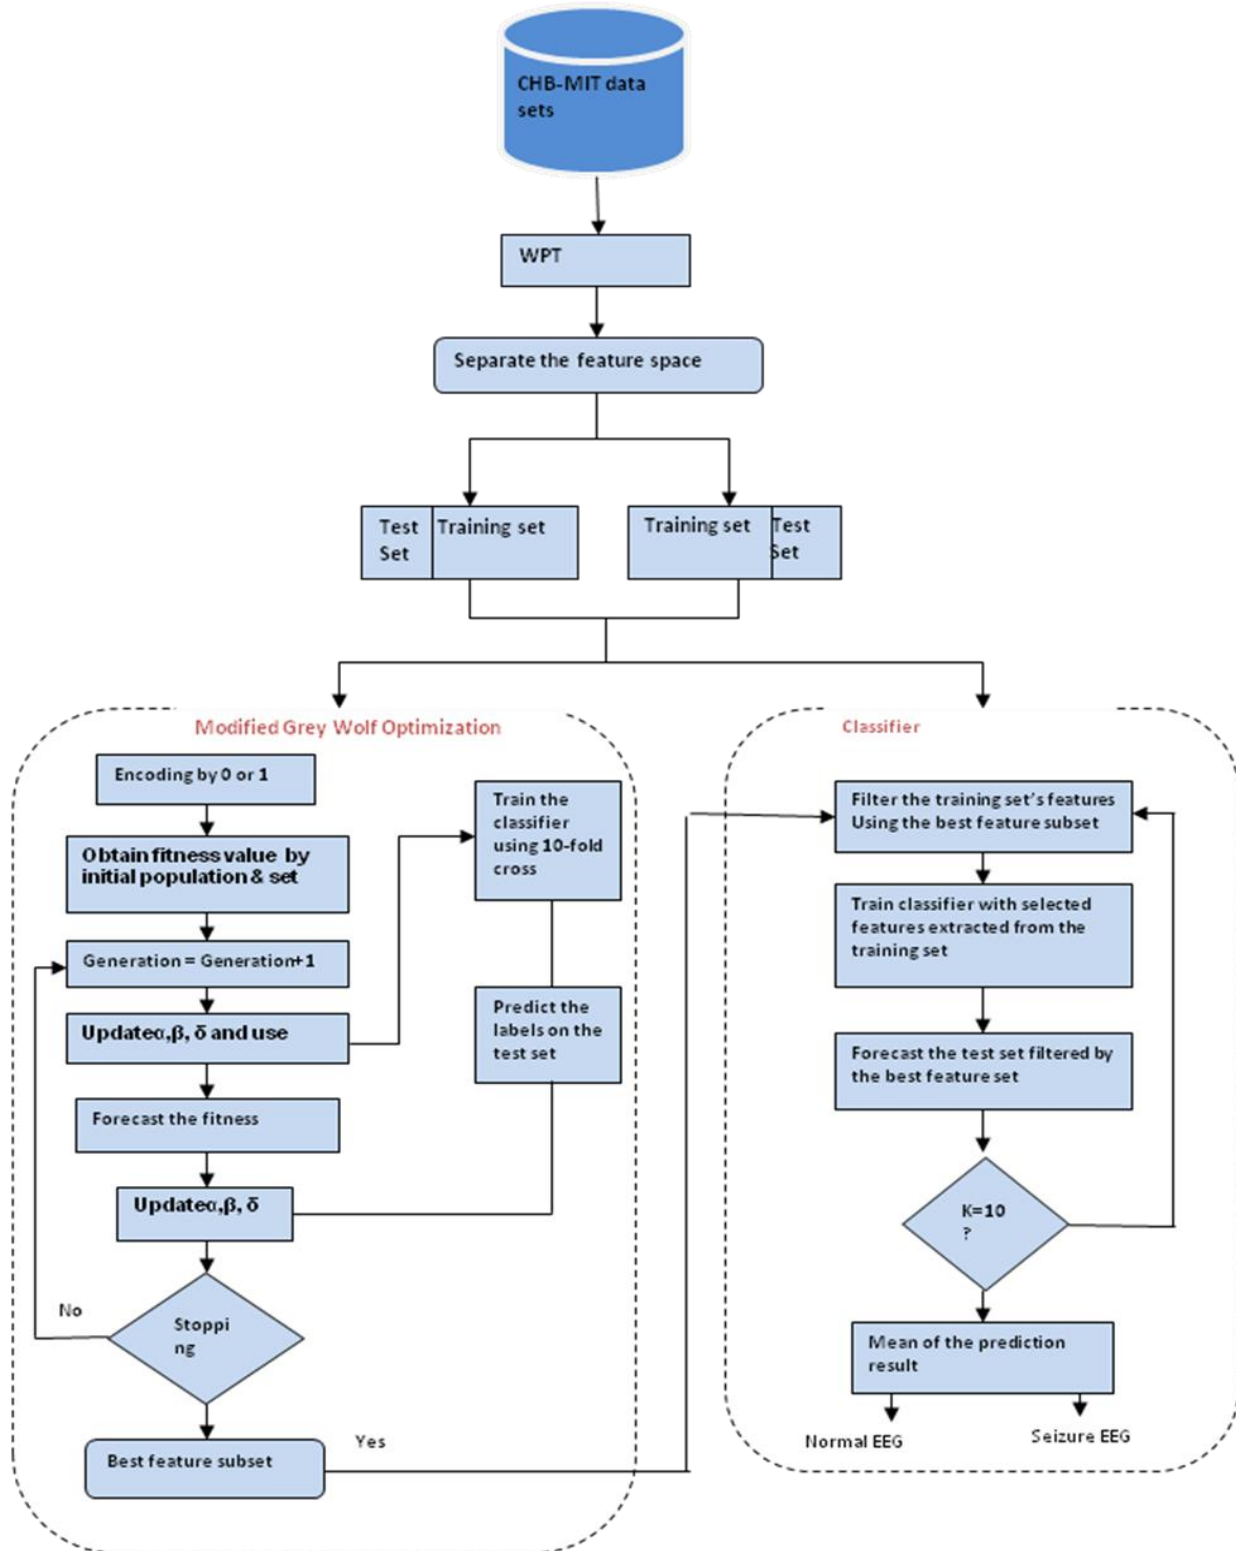 CHB-MIT data
sets
WPT
Separate the feature space
Test
Set
Training set
Training set
Test
Set
Modified Grey Wolf Optimization
Encoding by 0 or 1
Obtain fitness value by
initial population & set
Generation = Generation+1
Updateα,β, δ and use
Forecast the fitness
Updateα,β, δ
No
Stoppi
ng
Best feature subset
Yes
Train the
classifier
using 10-fold
cross
Predict the
labels on the
test set
Classifier
Filter the training set's features
Using the best feature subset
Train classifier with selected
features extracted from the
training set
Forecast the test set filtered by
the best feature set
K=10
?
Mean of the prediction
result
Normal EEG
Seizure EEG